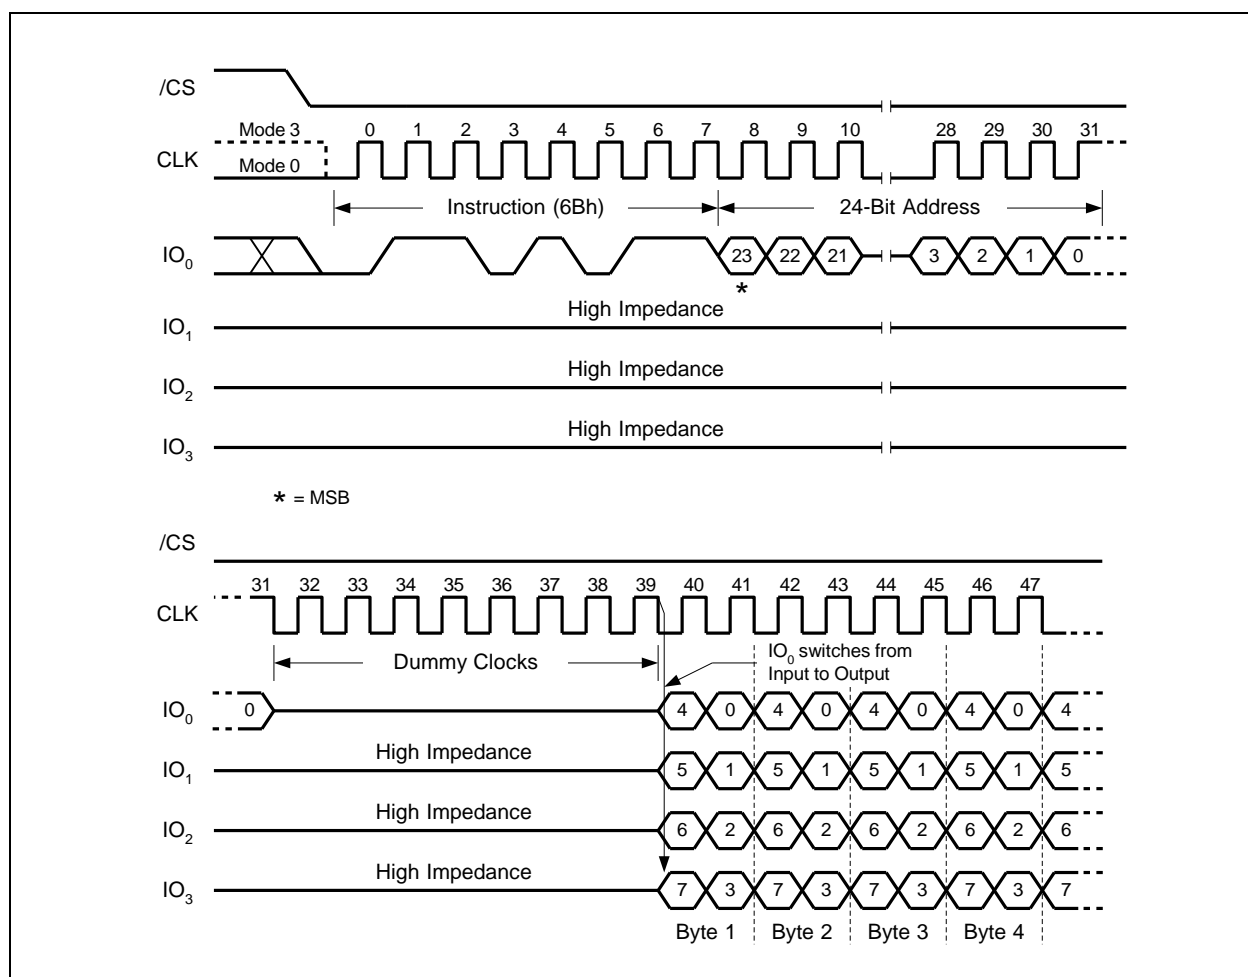 /CS
Mode 3 0 1 2 3 4 5 6 7 8 9 10 28 29 30 31
CLK
Mode 0
Instruction (6Bh) 24-Bit Address
IO0 23 22 21 3 2 1 0
*
High Impedance
IO1
High Impedance
IO2
High Impedance
IO3
* = MSB
/CS
31 32 33 34 35 36 37 38 39 40 41 42 43 44 45 46 47
CLK
Dummy Clocks
IO0 switches from
Input to Output
IO0 0 4 0 4 0 4 0 4 0 4
High Impedance
IO1 5 1 5 1 5 1 5 1 5
High Impedance
IO2 6 2 6 2 6 2 6 2 6
High Impedance
IO3 7 3 7 3 7 3 7 3 7
Byte 1 Byte 2 Byte 3 Byte 4